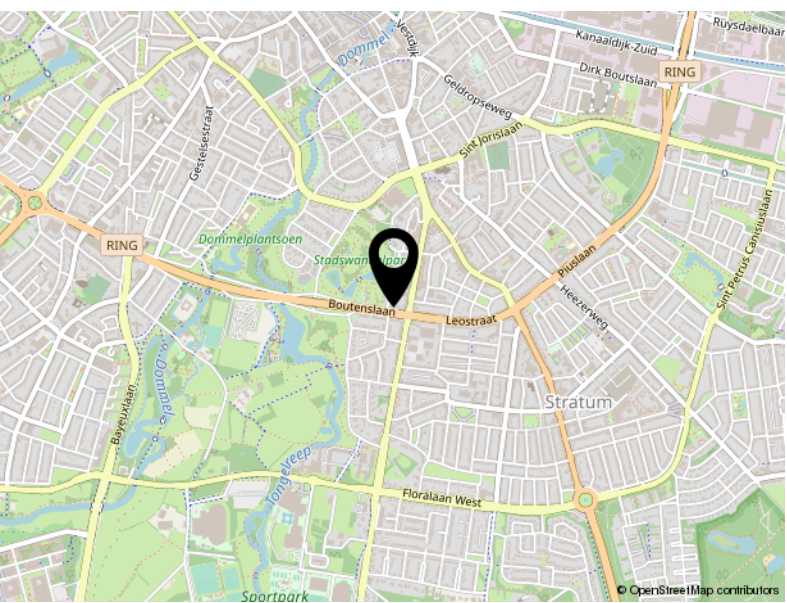 Ruysdaelbaan
Vestdijk
Kanaaldijk-Zuid
Dommel
RING
Dirk Boutslaan
Geldropseweg
Gestelsestraat
Sint Jorislaan
RING
Dommelplantsoen
Sint Petrus Canisiuslaan
Piuslaan
Heezerweg
Boutenslaan
Leostraat
Dommel
Bayeuxlaan
Stratum
Tongelreep
Floralaan West
Sportpark
© OpenStreetMap contributors